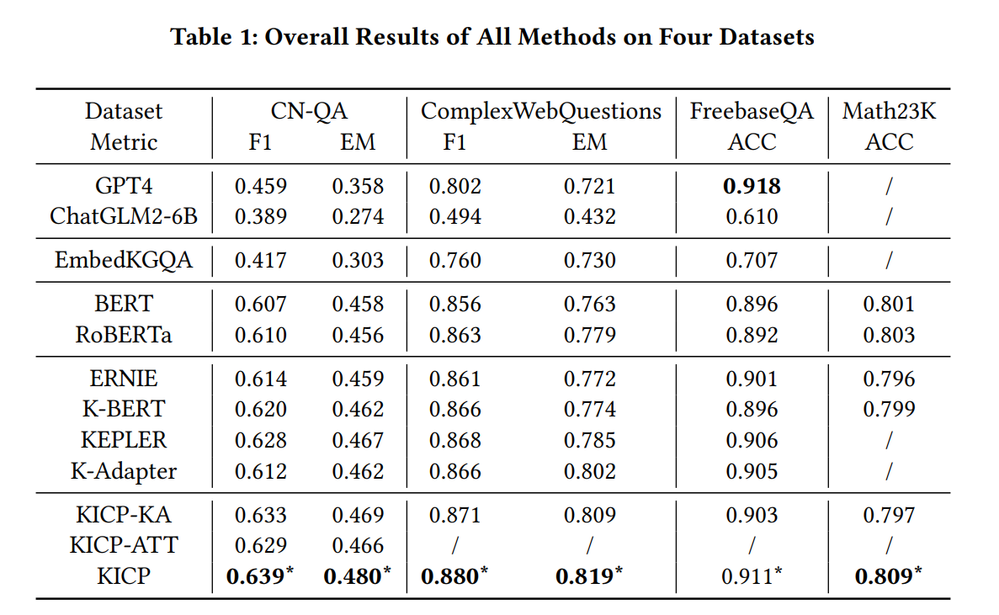 Table 1: Overall Results of All Methods on Four Datasets
Dataset CN-QA ComplexWebQuestions FreebaseQA Math23K
Metric F1 EM F1 EM ACC ACC
GPT4 0.459 0.358 0.802 0.721 0.918 /
ChatGLM2-6B 0.389 0.274 0.494 0.432 0.610 /
EmbedKGQA 0.417 0.303 0.760 0.730 0.707 /
BERT 0.607 0.458 0.856 0.763 0.896 0.801
RoBERTa 0.610 0.456 0.863 0.779 0.892 0.803
ERNIE 0.614 0.459 0.861 0.772 0.901 0.796
K-BERT 0.620 0.462 0.866 0.774 0.896 0.799
KEPLER 0.628 0.467 0.868 0.785 0.906 /
K-Adapter 0.612 0.462 0.866 0.802 0.905 /
KICP-KA 0.633 0.469 0.871 0.809 0.903 0.797
KICP-ATT 0.629 0.466 / / / /
KICP 0.639* 0.480* 0.880* 0.819* 0.911* 0.809*